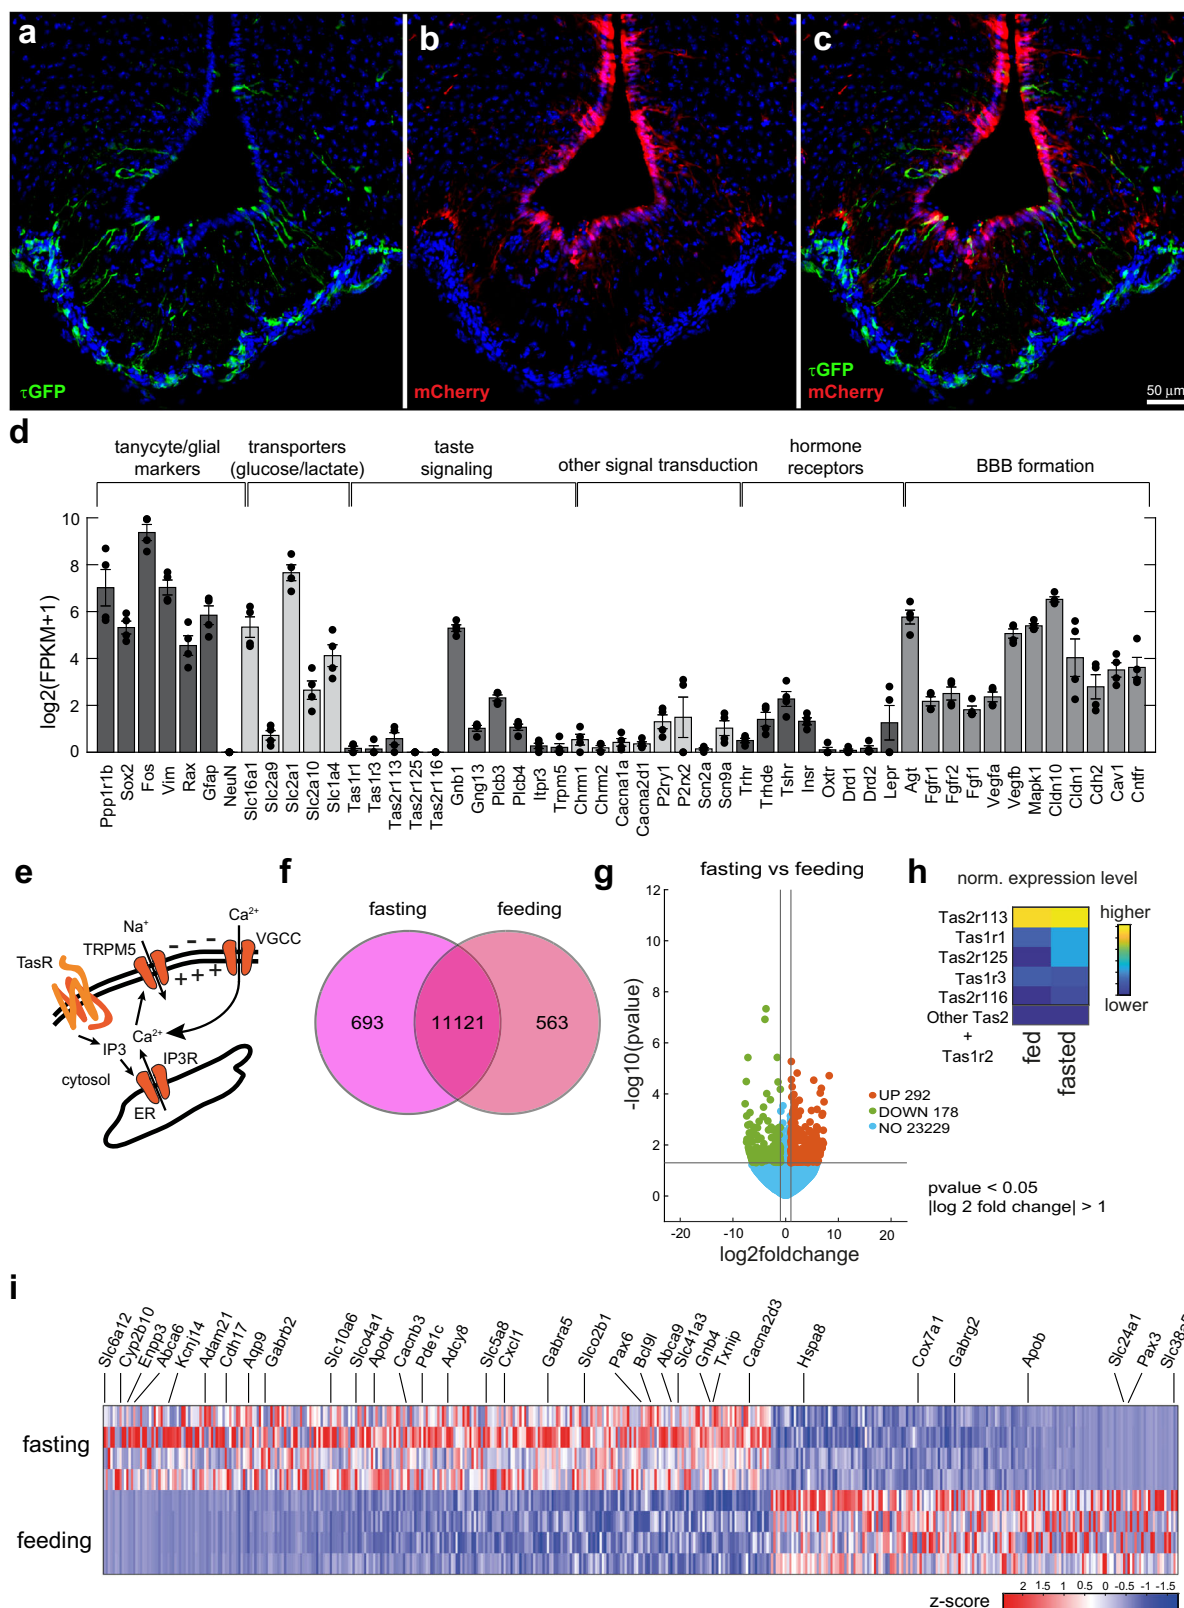 a
b
c
τGFP
mCherry
τGFP
mCherry
50 μm
d
tanycyte/glial
markers
transporters
(glucose/lactate)
taste
signaling
other signal transduction
hormone
receptors
BBB formation
log2(FPKM+1)
10
8
6
4
2
0
Ppp1r1b
Sox2
Fos
Vim
Rax
Gfap
NeuN
Slc16a1
Slc2a9
Slc2a1
Slc2a10
Slc1a4
Tas1r1
Tas1r3
Tas2r113
Tas2r125
Tas2r116
Gnb1
Gng13
Plcb3
Plcb4
Itpr3
Trpm5
Chrm1
Chrm2
Cacna1a
Cacna2d1
P2ry1
P2rx2
Scn2a
Scn9a
Trhr
Trhde
Tshr
Insr
Oxtr
Drd1
Drd2
Lepr
Agt
Fgfr1
Fgfr2
Fgf1
Vegfa
Vegfb
Mapk1
Cldn10
Cldn1
Cdh2
Cav1
Cntfr
e
TasR
TRPM5
Na+
- - -
+++
Ca2+
VGCC
IP3
Ca2+
IP3R
cytosol
ER
f
fasting
feeding
693
11121
563
g
fasting vs feeding
-log10(pvalue)
12
10
8
6
4
2
0
-20
-10
0
10
20
log2foldchange
UP 292
DOWN 178
NO 23229
pvalue < 0.05
|log 2 fold change| > 1
h
norm. expression level
Tas2r113
Tas1r1
Tas2r125
Tas1r3
Tas2r116
Other Tas2
+
Tas1r2
fed
fasted
higher
lower
i
Slc6a12
Cyp2b10
Enpp3
Abca6
Kcnj14
Adam21
Cdh17
Aqp9
Gabrb2
Slc10a6
Slco4a1
Apobr
Cacnb3
Pde1c
Adcy8
Slc5a8
Cxcl1
Gabra5
Slco2b1
Pax6
Bcl9l
Abca9
Slc41a3
Gnb4
Txnip
Cacna2d3
Hspa8
Cox7a1
Gabrg2
Apob
Slc24a1
Pax3
fasting
feeding
z-score
2 1.5 1 0.5 0 -0.5 -1 -1.5